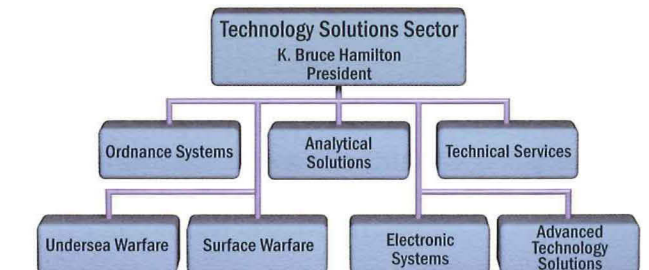 Technology Solutions Sector
K. Bruce Hamilton
President
Ordnance Systems
Analytical
Solutions
Technical Services
Undersea Warfare
Surface Warfare
Electronic
Systems
Advanced
Technology
Solutions